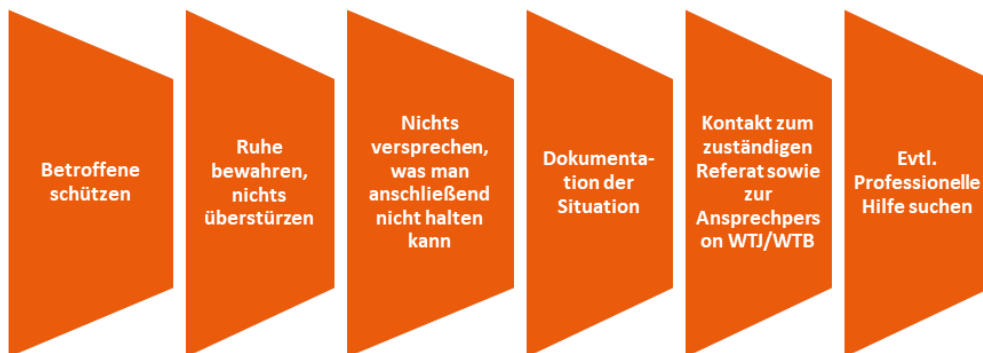 Betroffene
schützen
Ruhe
bewahren,
nichts
überstürzen
Nichts
versprechen,
was man
anschließend
nicht halten
kann
Dokumenta-
tion der
Situation
Kontakt zum
zuständigen
Referat sowie
zur
Ansprechpers
on WTJ/WTB
Evtl.
Professionelle
Hilfe suchen